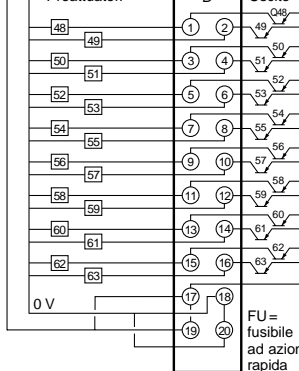 48 1 2 Q48
49 49
50 3 4 50
51 51
52 5 6 52
53 53
54 7 8 54
55 55
56 9 10 56
57 57
58 11 12 58
59 59
60 13 14 60
61 61
62 15 16 62
63 63
0 V 17 18
19 20
FU=
fusibile
ad azion
rapida